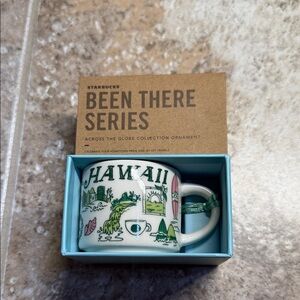 STARBUCKS
BEEN THERE
SERIES
ACROSS THE GLOBE COLLECTION ORNAMENT
HAWAII